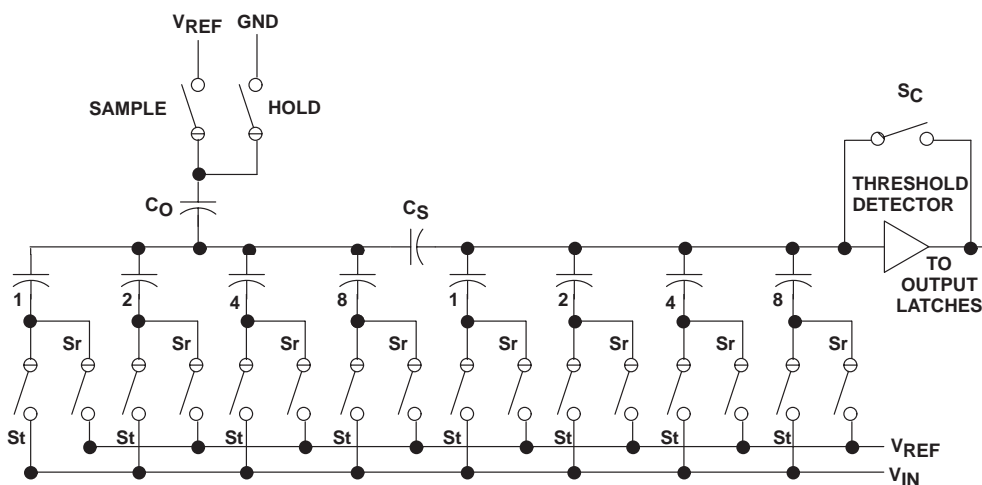 VREF GND
SAMPLE
HOLD
SC
THRESHOLD
DETECTOR
CO
CS
TO
OUTPUT
LATCHES
1 2 4 8 1 2 4 8
Sr Sr Sr Sr Sr Sr Sr Sr
St St St St St St St St
VREF
VIN